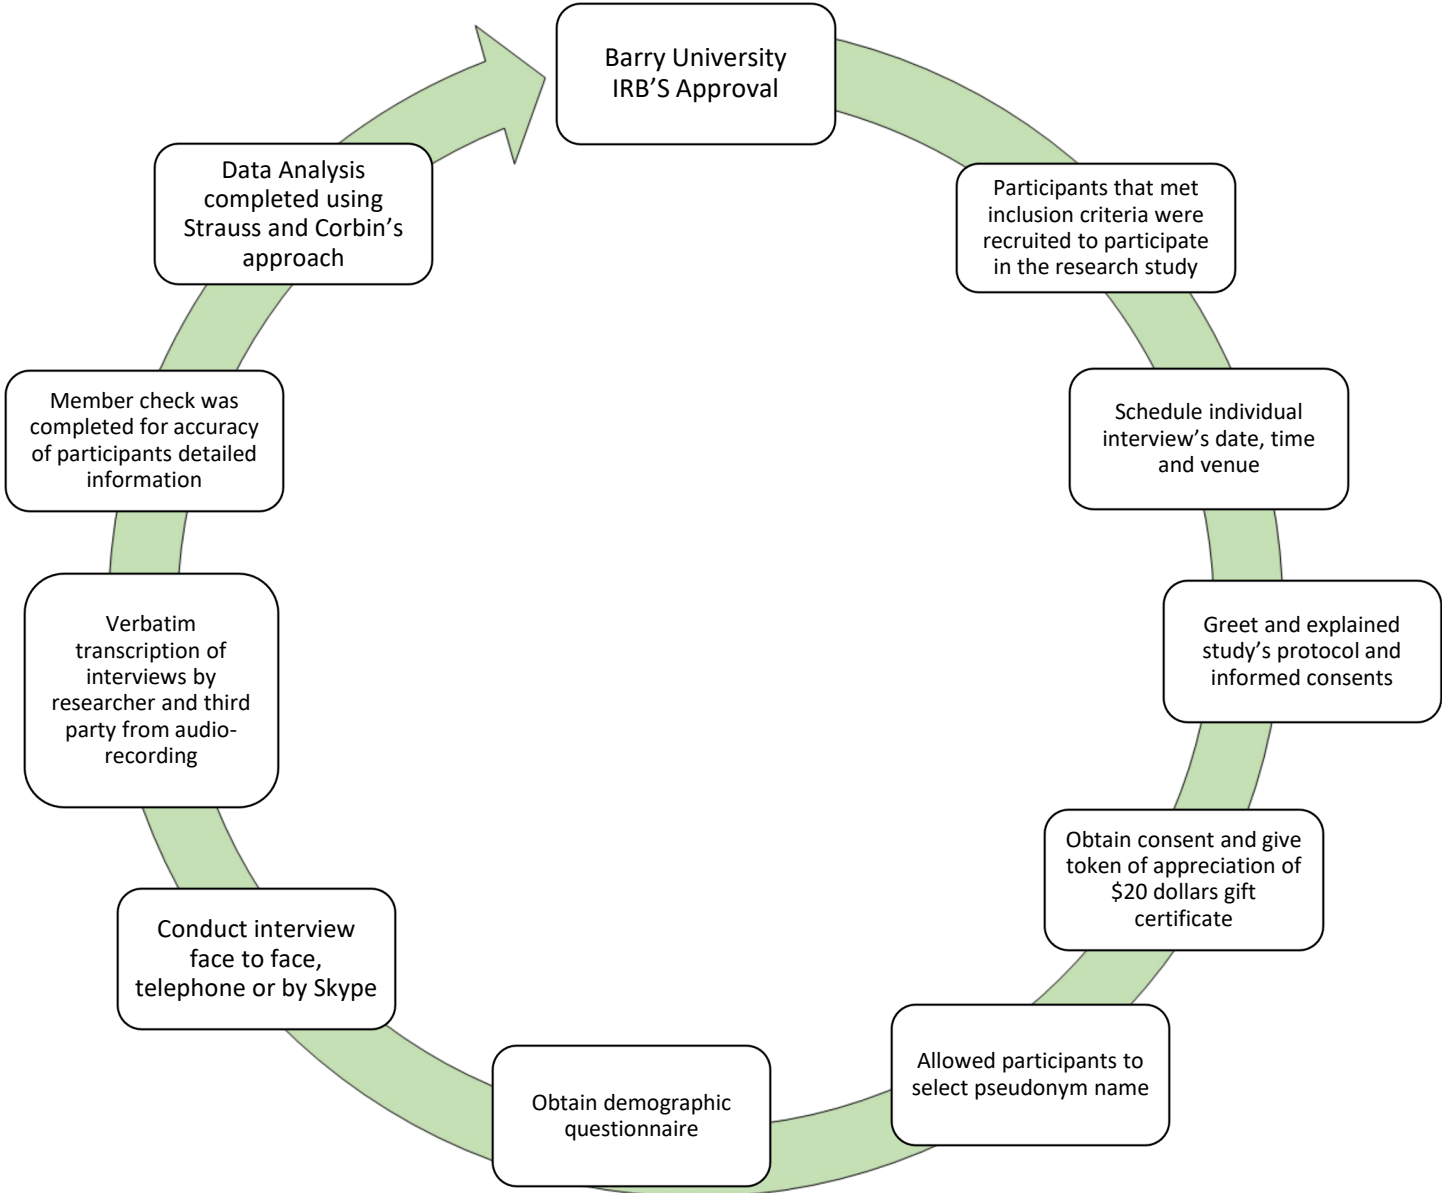 Barry University
IRB’S Approval
Participants that met
inclusion criteria were
recruited to participate
in the research study
Schedule individual
interview’s date, time
and venue
Greet and explained
study’s protocol and
informed consents
Obtain consent and give
token of appreciation of
$20 dollars gift
certificate
Allowed participants to
select pseudonym name
Obtain demographic
questionnaire
Conduct interview
face to face,
telephone or by Skype
Verbatim
transcription of
interviews by
researcher and third
party from audio-
recording
Member check was
completed for accuracy
of participants detailed
information
Data Analysis
completed using
Strauss and Corbin’s
approach